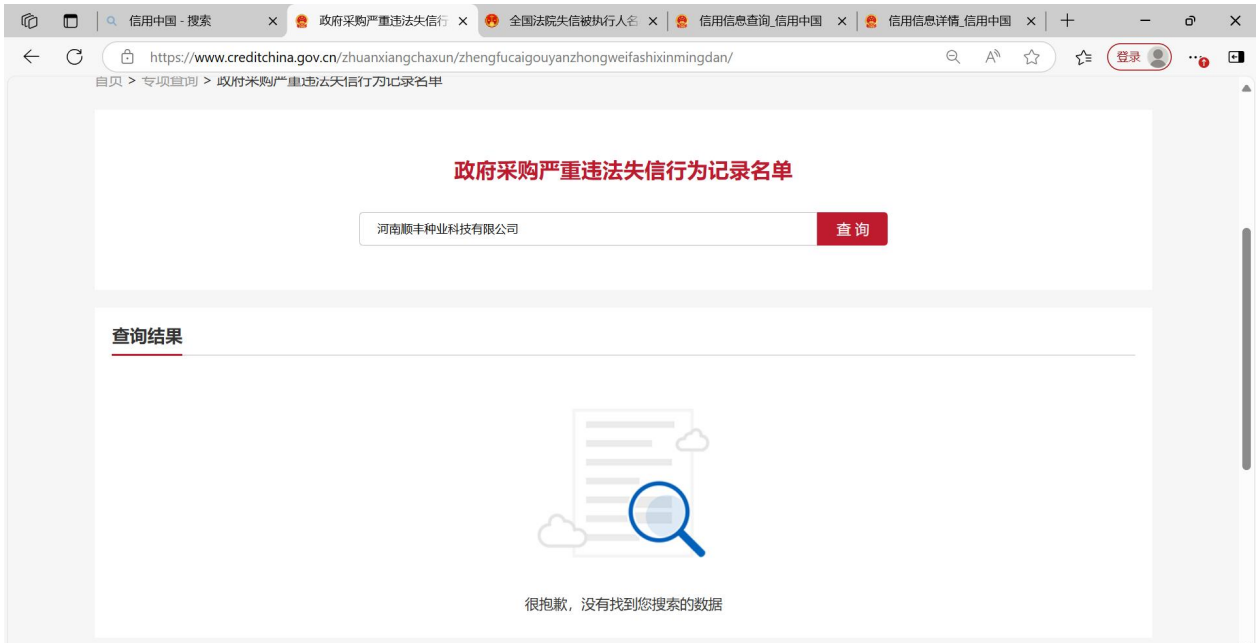 信用中国 - 搜索
政府采购严重违法失信行
全国法院失信被执行人名
信用信息查询_信用中国
信用信息详情_信用中国
https://www.creditchina.gov.cn/zhuanxiangchaxun/zhengfucaigouyanzhongweifashixinmingdan/
登录
首页 > 专项查询 > 政府采购严重违法失信行为记录名单
政府采购严重违法失信行为记录名单
河南顺丰种业科技有限公司
查询
查询结果
很抱歉，没有找到您搜索的数据